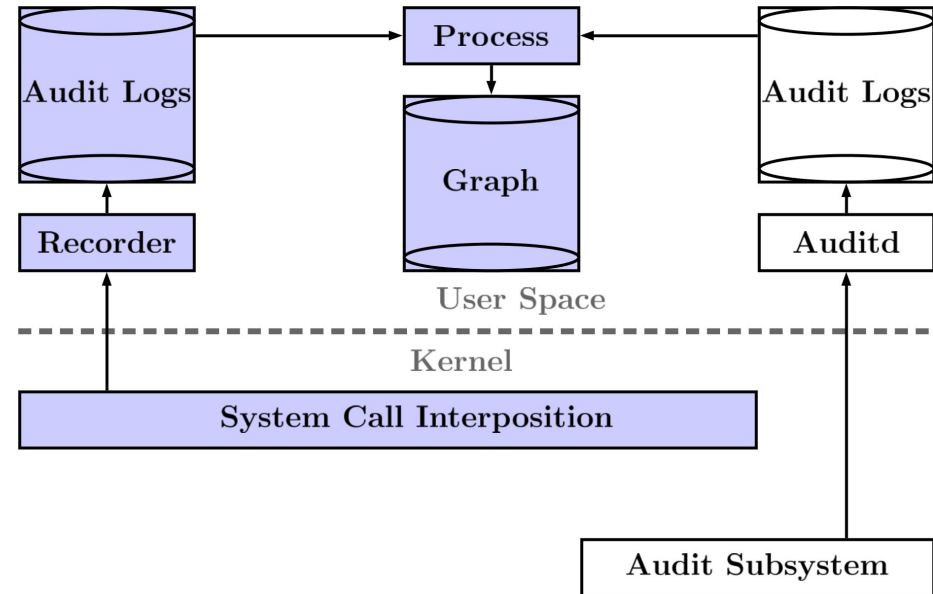 Process
Audit Logs
Audit Logs
Graph
Recorder
Auditd
User Space
Kernel
System Call Interposition
Audit Subsystem